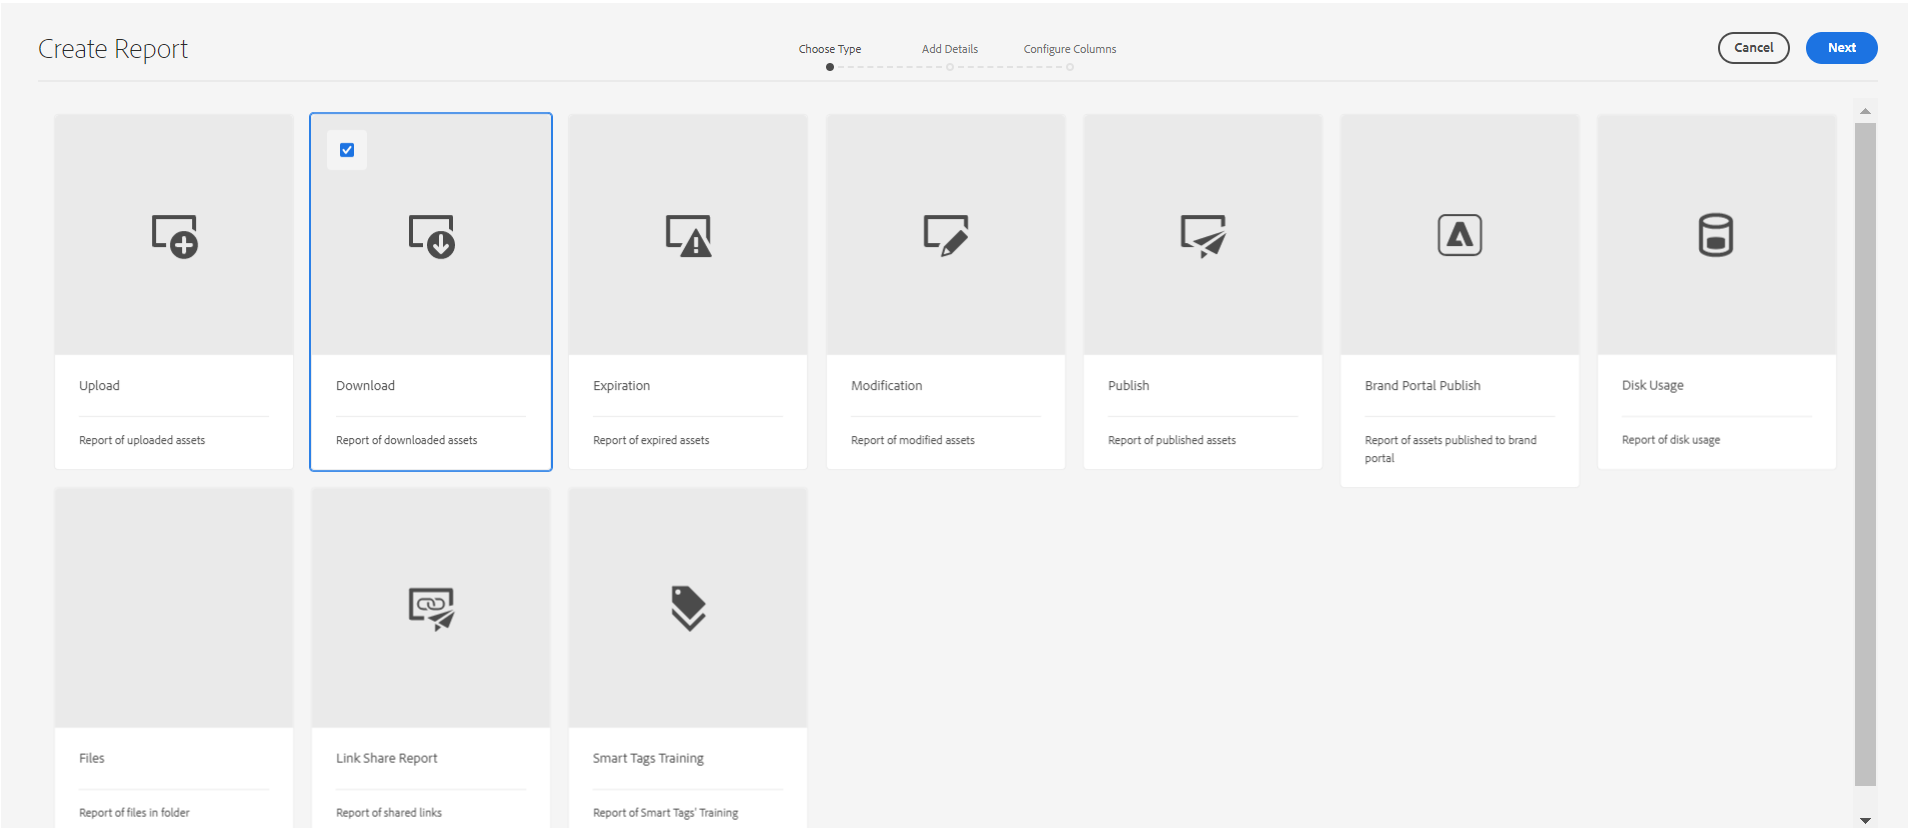 Create Report
Choose Type
Add Details
Configure Columns
Cancel
Next
Upload
Report of uploaded assets
Download
Report of downloaded assets
Expiration
Report of expired assets
Modification
Report of modified assets
Publish
Report of published assets
Brand Portal Publish
Report of assets published to brand
portal
Disk Usage
Report of disk usage
Files
Report of files in folder
Link Share Report
Report of shared links
Smart Tags Training
Report of Smart Tags' Training